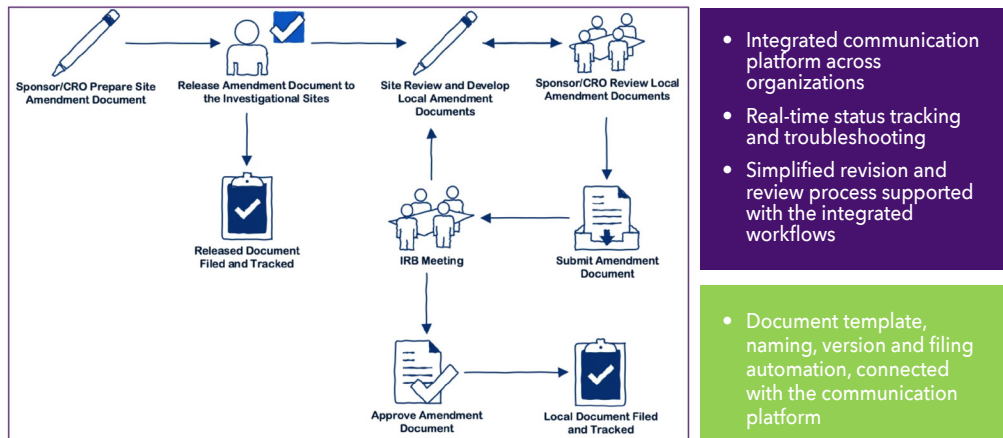 Sponsor/CRO Prepare Site
Amendment Document
Release Amendment Document to
the Investigational Sites
Site Review and Develop
Local Amendment
Documents
Sponsor/CRO Review Local
Amendment Documents
Released Document
Filed and Tracked
IRB Meeting
Submit Amendment
Document
Approve Amendment
Document
Local Document Filed
and Tracked
• Integrated communication
platform across
organizations
• Real-time status tracking
and troubleshooting
• Simplified revision and
review process supported
with the integrated
workflows
• Document template,
naming, version and filing
automation, connected
with the communication
platform